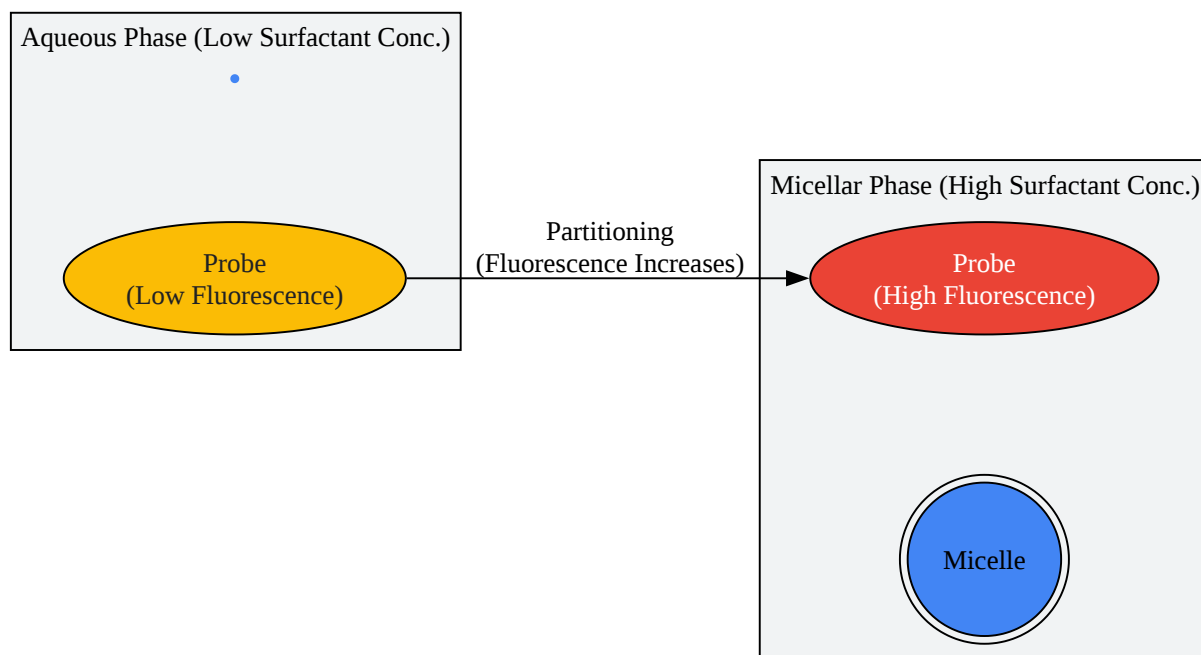 Aqueous Phase (Low Surfactant Conc.)
Probe
(Low Fluorescence)
Partitioning
(Fluorescence Increases)
Micellar Phase (High Surfactant Conc.)
Probe
(High Fluorescence)
Micelle